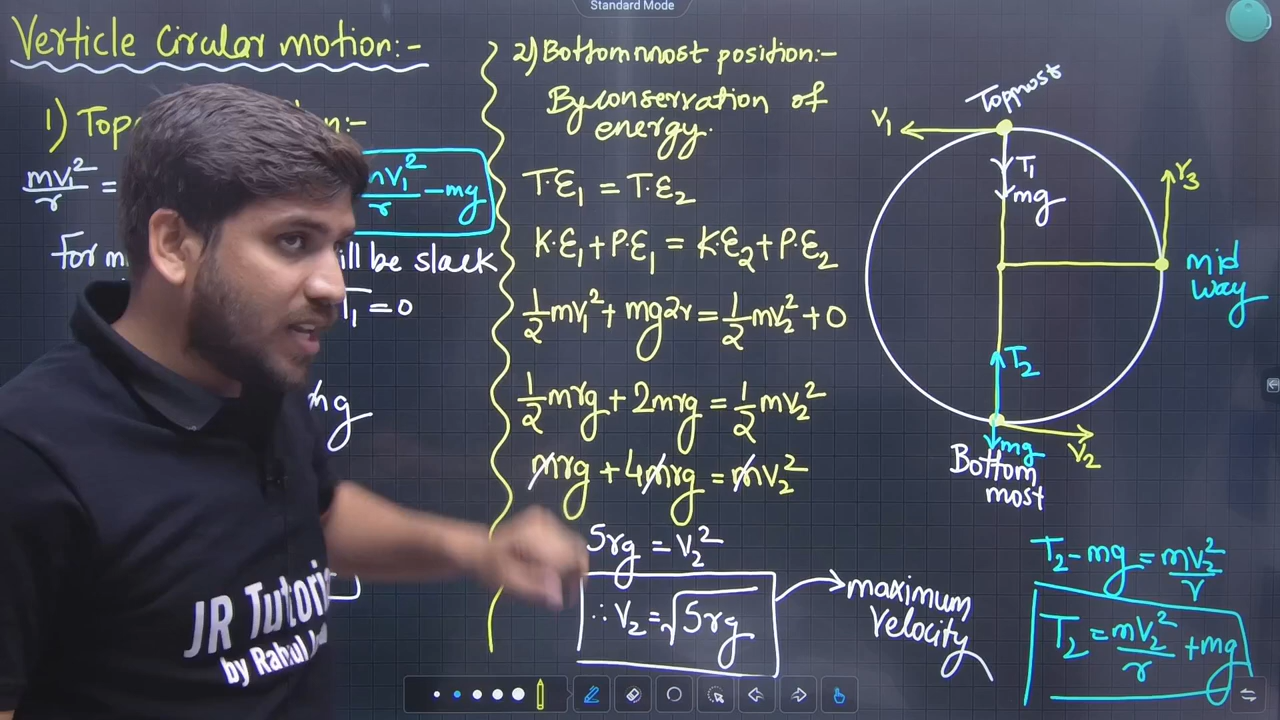 Standard Mode
Verticle Circular motion:-
1) Top
mv₁²/r =
mv₁²/r - mg
For m
ill be slack
T₁ = 0
mg
2) Bottommost position:-
By conservation of
energy.
T.E₁ = T.E₂
K.E₁ + P.E₁ = K.E₂ + P.E₂
1/2 mv₁² + mg2r = 1/2 mv₂² + 0
1/2 mrg + 2mrg = 1/2 mv₂²
mrg + 4mrg = mv₂²
5rg = v₂²
∴ v₂ = √5rg
maximum
velocity
Topmost
v₁
T₁
mg
v₃
mid
way
T₂
mg
v₂
Bottom
most
T₂ - mg = mv₂²/r
T₂ = mv₂²/r + mg
JR Tutori
by Rahul J